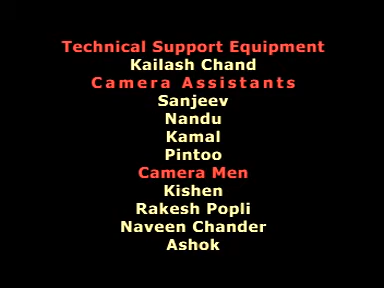 Technical Support Equipment
Kailash Chand
Camera Assistants
Sanjeev
Nandu
Kamal
Pintoo
Camera Men
Kishen
Rakesh Popli
Naveen Chander
Ashok